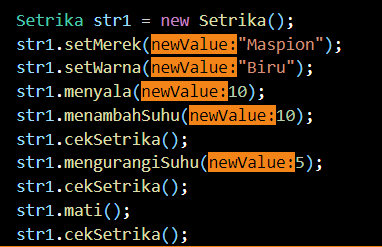 Setrika str1 = new Setrika();
str1.setMerek(newValue:"Maspion");
str1.setWarna(newValue:"Biru");
str1.menyala(newValue:10);
str1.menambahSuhu(newValue:10);
str1.cekSetrika();
str1.mengurangiSuhu(newValue:5);
str1.cekSetrika();
str1.mati();
str1.cekSetrika();